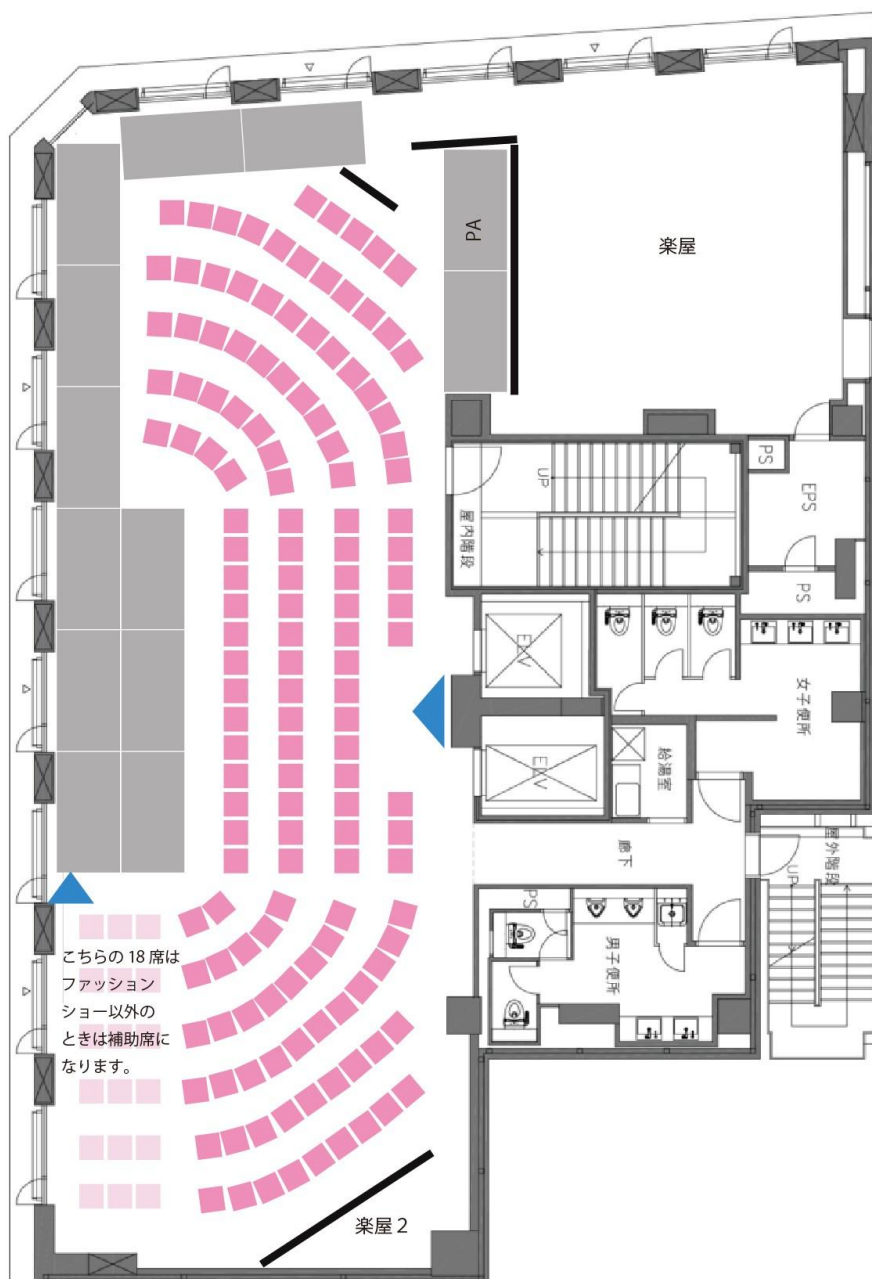 PA
楽屋
PS
EPS
UP
屋内階段
PS
ELV
女子便所
ELV
給湯室
廊下
屋外階段
UP
PS
男子便所
こちらの 18 席は
ファッション
ショー以外の
ときは補助席に
なります。
楽屋 2